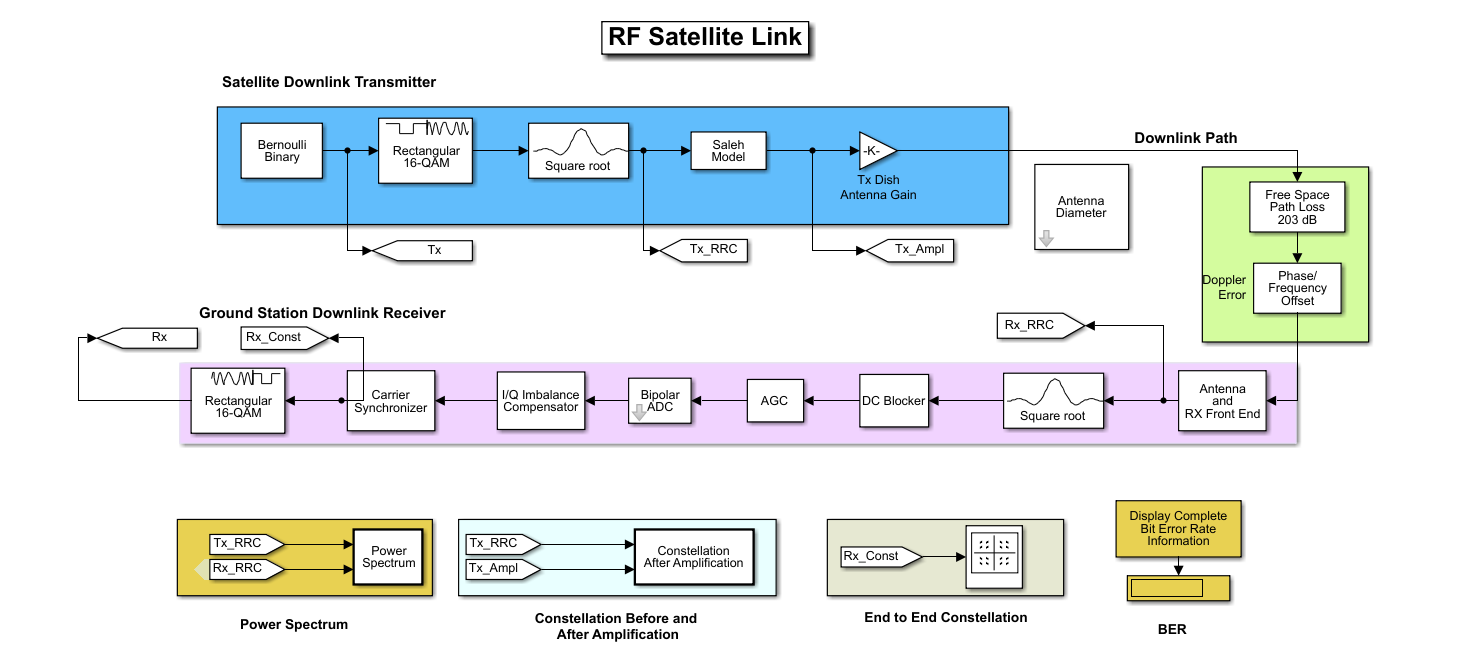 RF Satellite Link
Satellite Downlink Transmitter
Bernoulli
Binary
Rectangular
16-QAM
Square root
Saleh
Model
-K-
Tx Dish
Antenna Gain
Tx
Tx_RRC
Tx_Ampl
Antenna
Diameter
Downlink Path
Free Space
Path Loss
203 dB
Doppler
Error
Phase/
Frequency
Offset
Ground Station Downlink Receiver
Rx
Rx_Const
Rx_RRC
Rectangular
16-QAM
Carrier
Synchronizer
I/Q Imbalance
Compensator
Bipolar
ADC
AGC
DC Blocker
Square root
Antenna
and
RX Front End
Tx_RRC
Rx_RRC
Power
Spectrum
Power Spectrum
Tx_RRC
Tx_Ampl
Constellation
After Amplification
Constellation Before and
After Amplification
Rx_Const
End to End Constellation
Display Complete
Bit Error Rate
Information
BER